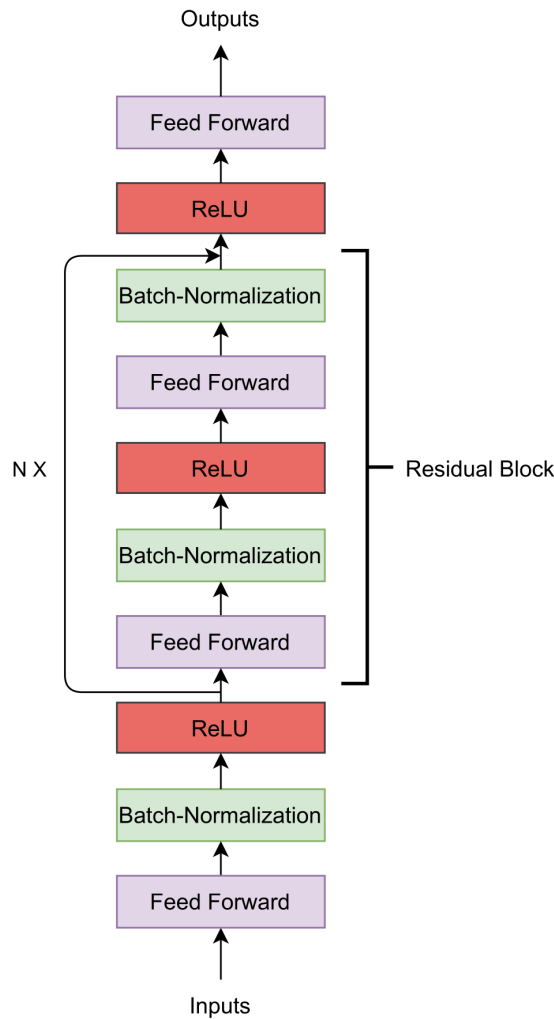 Outputs
Feed Forward
ReLU
Batch-Normalization
Feed Forward
N X
ReLU
Residual Block
Batch-Normalization
Feed Forward
ReLU
Batch-Normalization
Feed Forward
Inputs